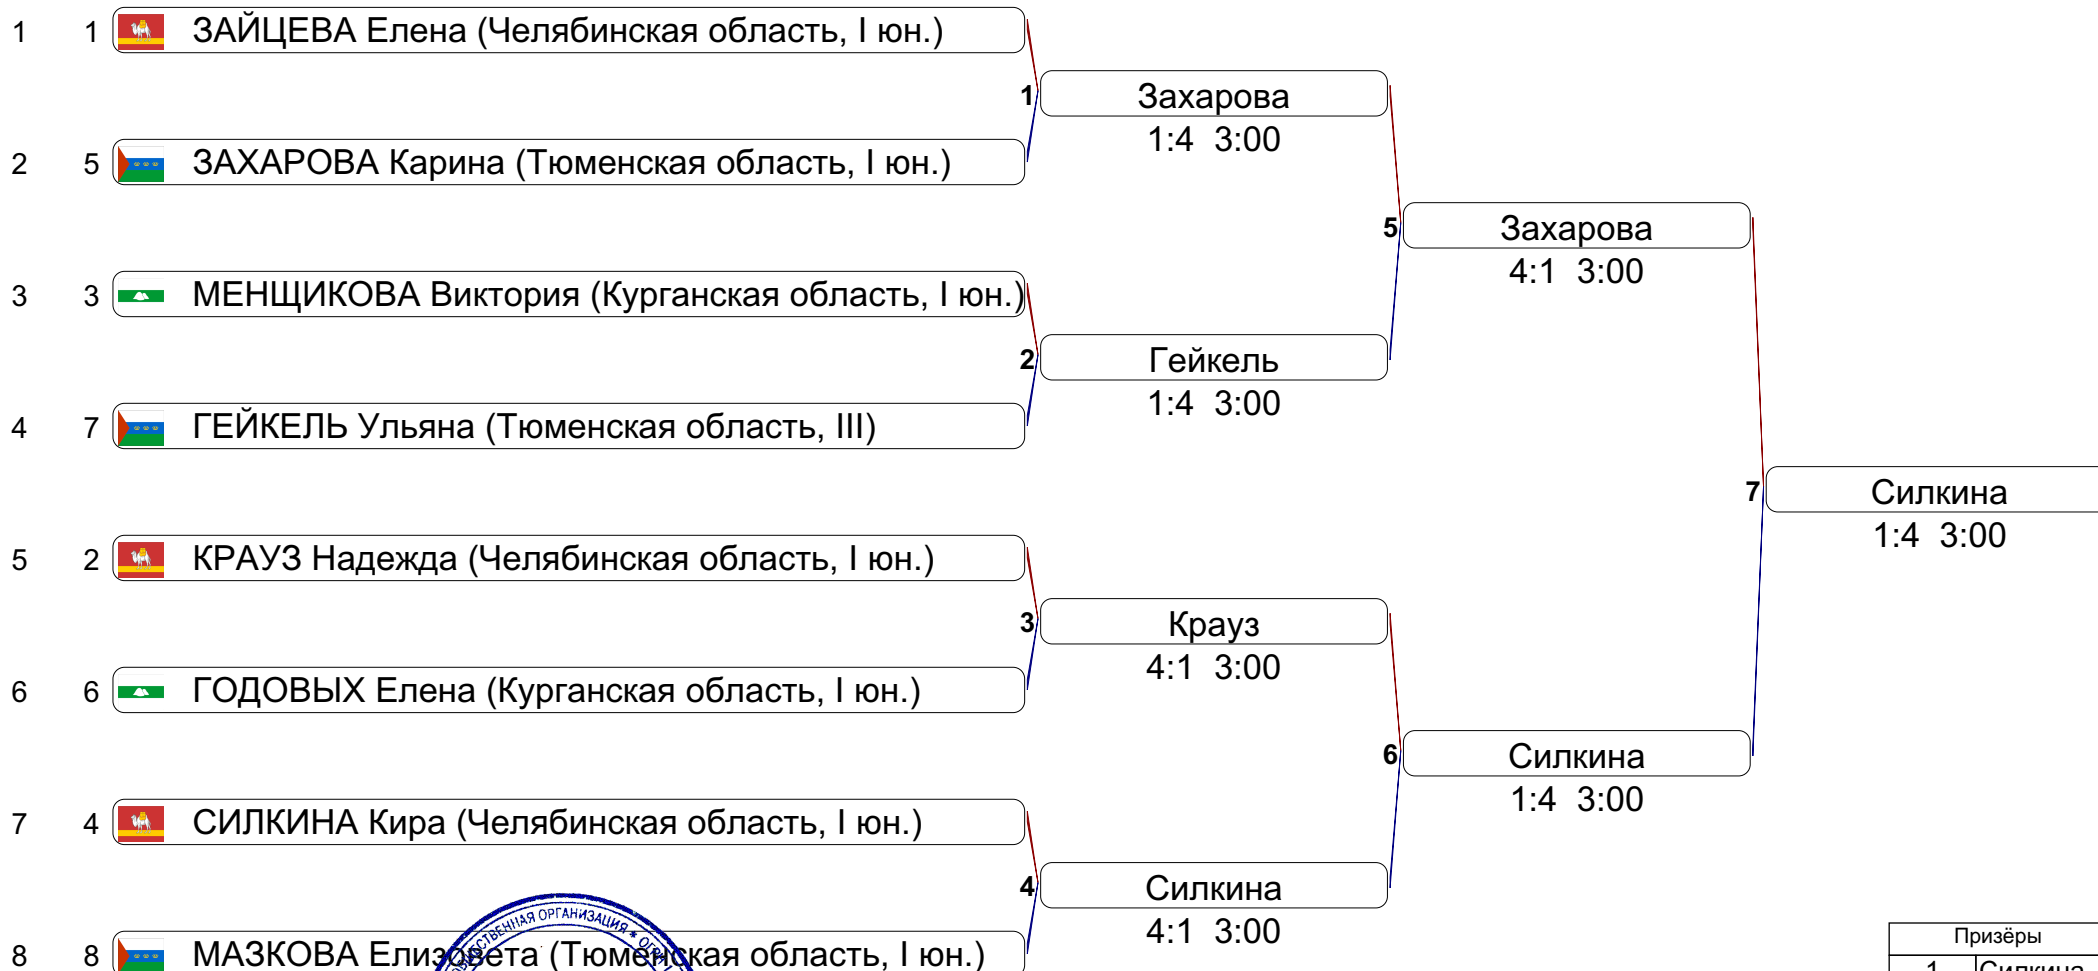 1 1 ЗАЙЦЕВА Елена (Челябинская область, I юн.)
1 Захарова
1:4 3:00
2 5 ЗАХАРОВА Карина (Тюменская область, I юн.)
5 Захарова
4:1 3:00
3 3 МЕНЩИКОВА Виктория (Курганская область, I юн.)
2 Гейкель
1:4 3:00
4 7 ГЕЙКЕЛЬ Ульяна (Тюменская область, III)
7 Силкина
1:4 3:00
5 2 КРАУЗ Надежда (Челябинская область, I юн.)
3 Крауз
4:1 3:00
6 6 ГОДОВЫХ Елена (Курганская область, I юн.)
6 Силкина
1:4 3:00
7 4 СИЛКИНА Кира (Челябинская область, I юн.)
4 Силкина
4:1 3:00
ОБЩЕСТВЕННАЯ ОРГАНИЗАЦИЯ * ОГРН
8 8 МАЗКОВА Елизавета (Тюменская область, I юн.)
Призёры
1 Силкина